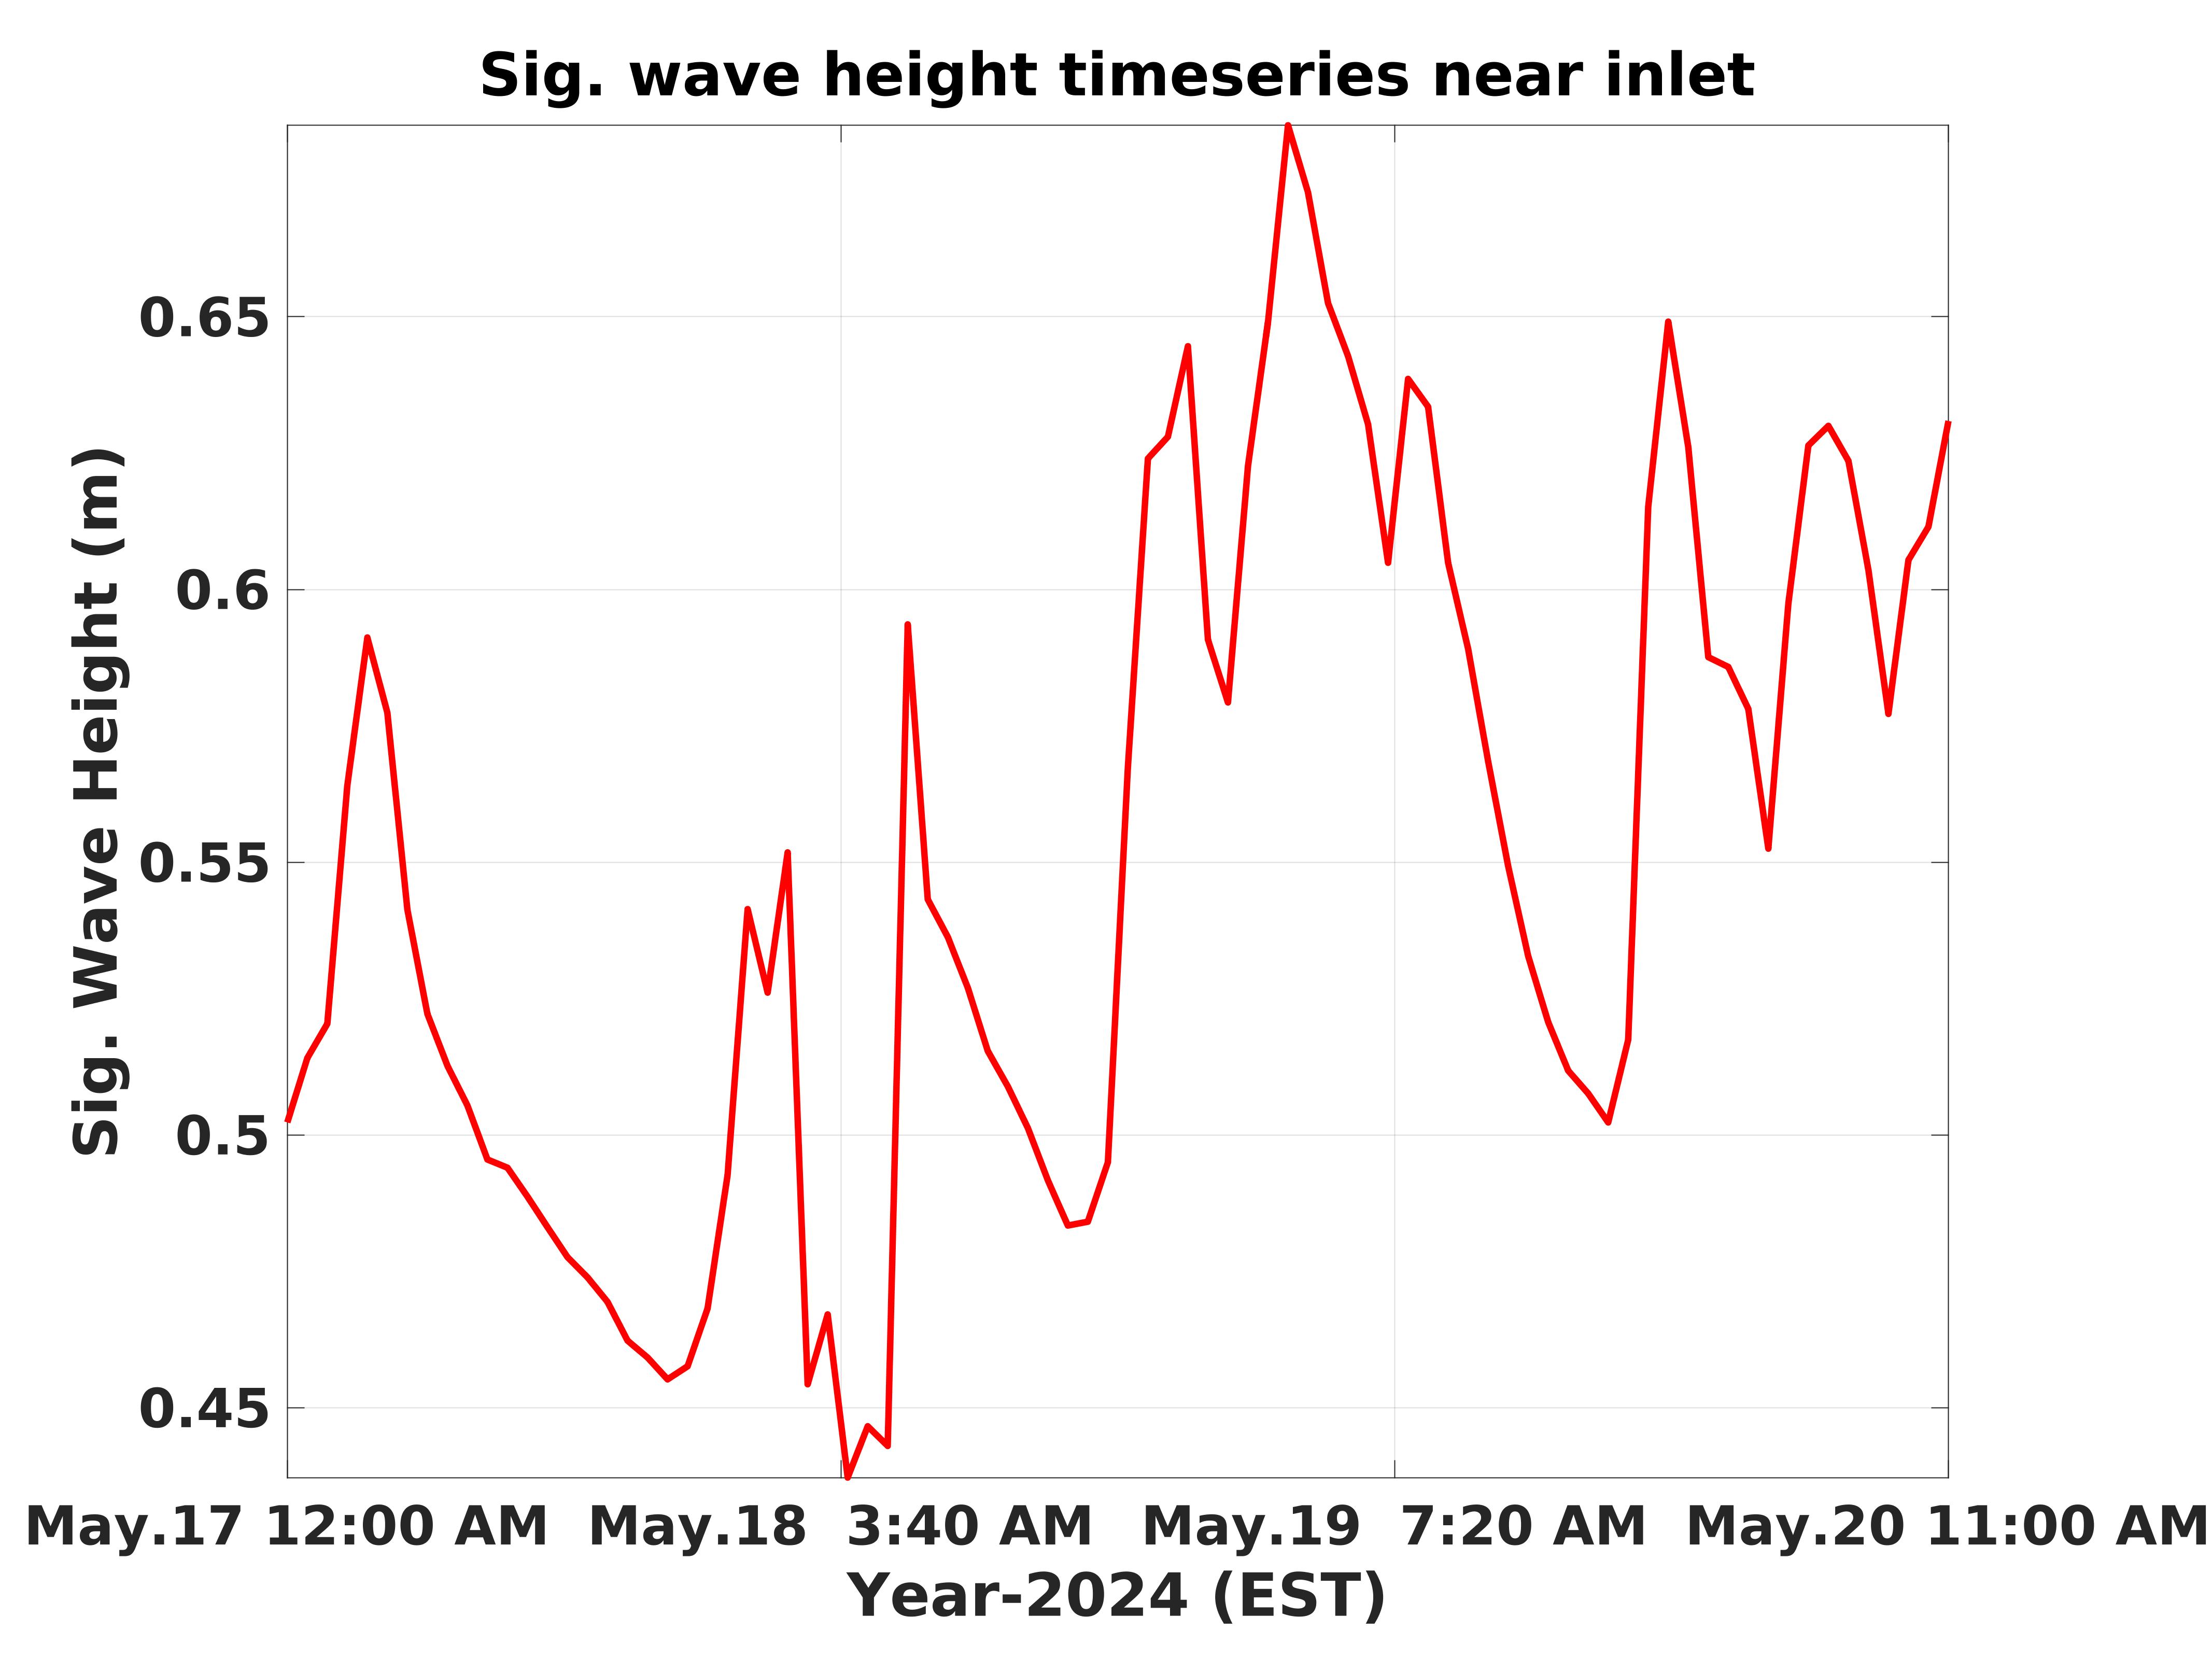 Sig. wave height timeseries near inlet
Sig. Wave Height (m)
0.65
0.6
0.55
0.5
0.45
May.17 12:00 AM May.18 3:40 AM May.19 7:20 AM May.20 11:00 AM
Year-2024 (EST)